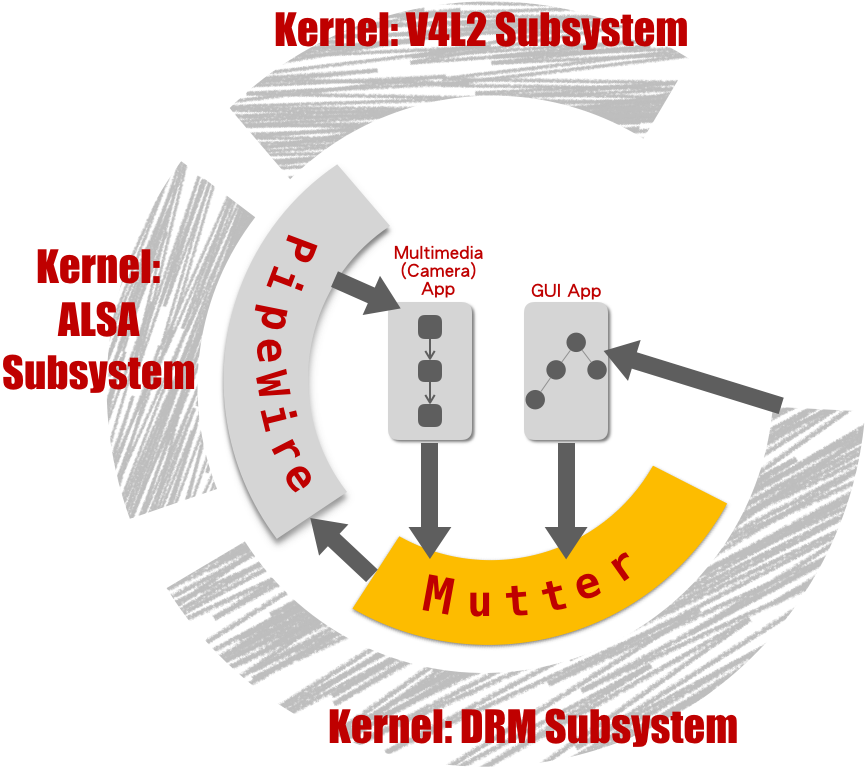 Kernel: V4L2 Subsystem
Kernel:
ALSA
Subsystem
PipeWire
Multimedia
(Camera)
App
GUI App
Mutter
Kernel: DRM Subsystem